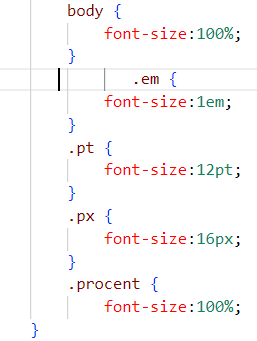 body {
font-size:100%;
}
.em {
font-size:1em;
}
.pt {
font-size:12pt;
}
.px {
font-size:16px;
}
.procent {
font-size:100%;
}
}